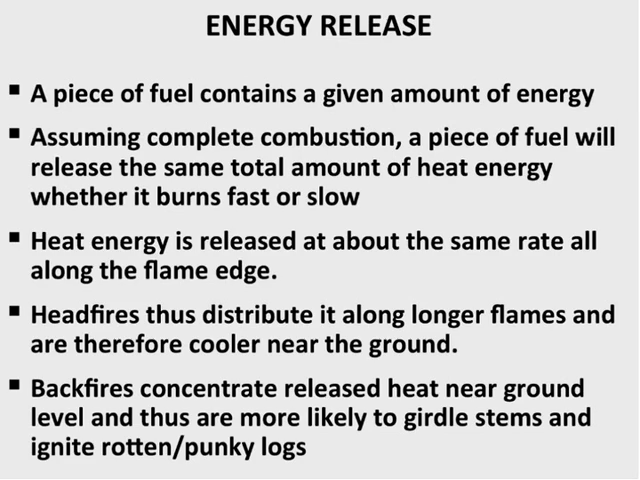 ENERGY RELEASE
▪ A piece of fuel contains a given amount of energy
▪ Assuming complete combustion, a piece of fuel will
release the same total amount of heat energy
whether it burns fast or slow
▪ Heat energy is released at about the same rate all
along the flame edge.
▪ Headfires thus distribute it along longer flames and
are therefore cooler near the ground.
▪ Backfires concentrate released heat near ground
level and thus are more likely to girdle stems and
ignite rotten/punky logs